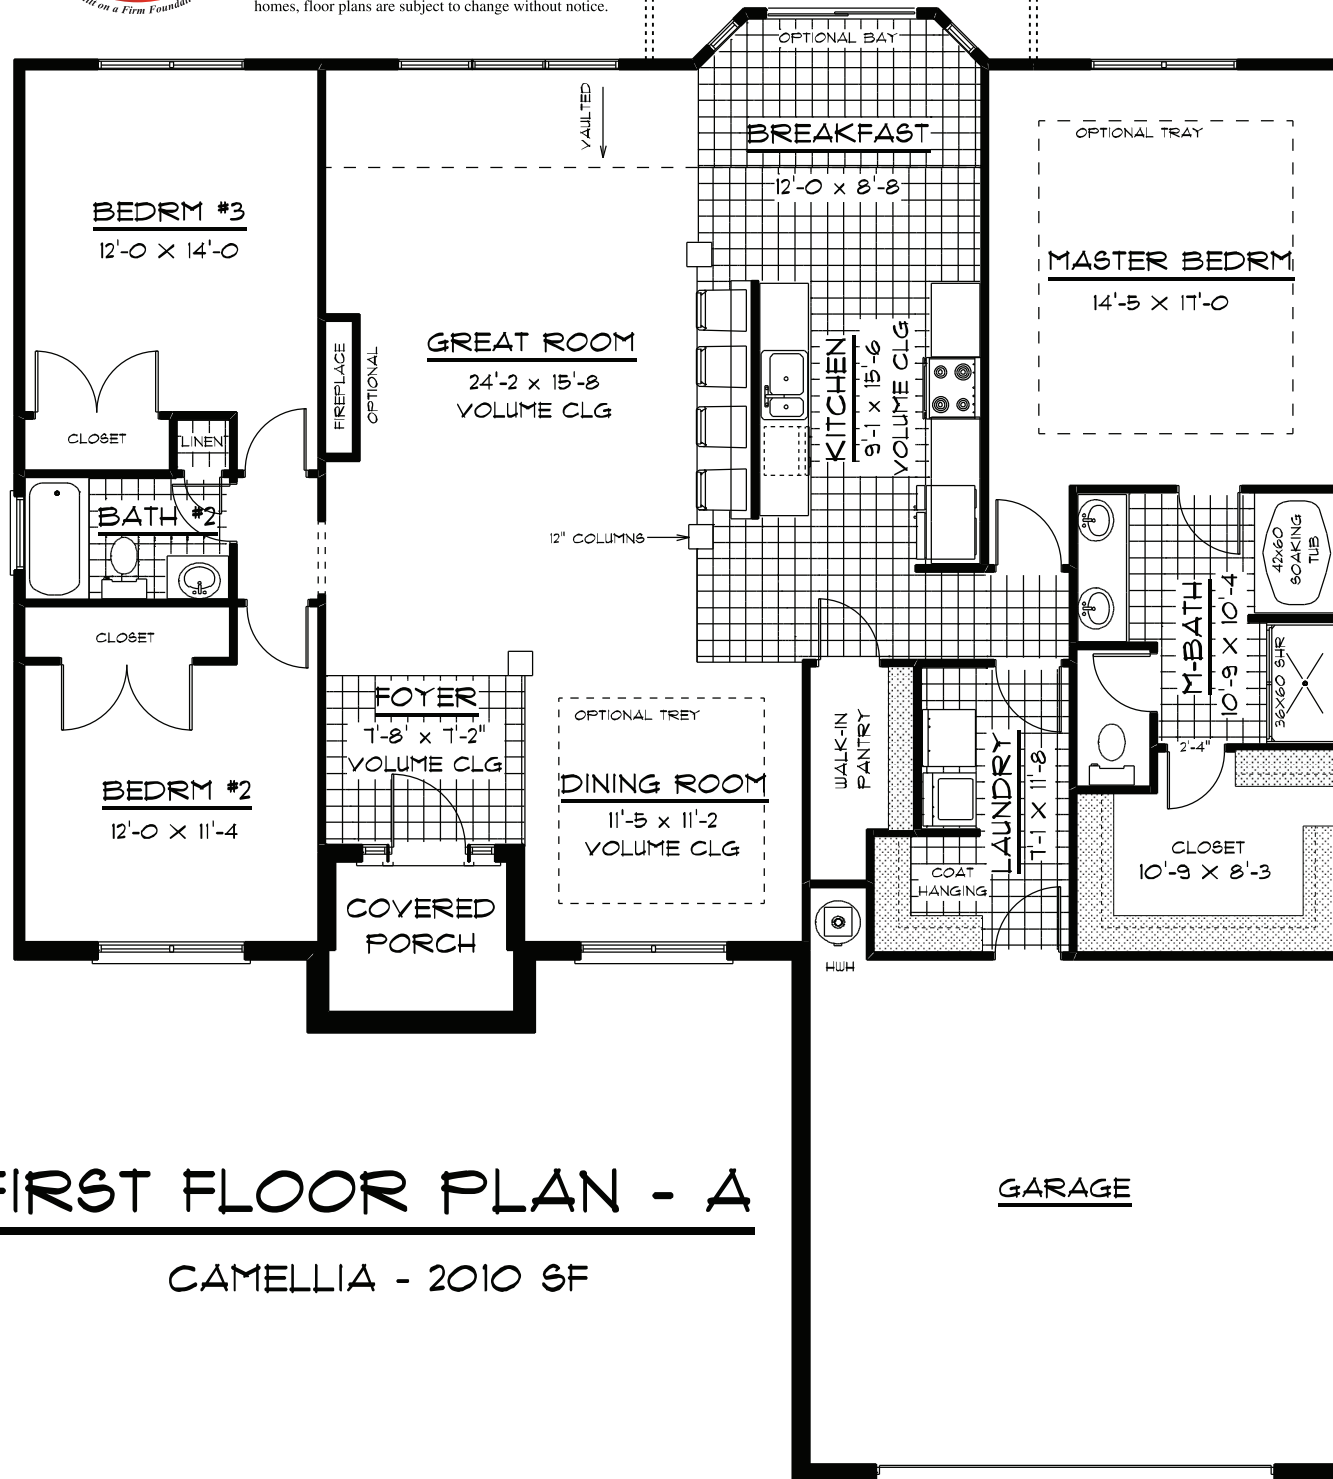 homes, floor plans are subject to change without notice.
on a Firm
OPTIONAL BAY
VAULTED
BREAKFAST
12'-0 x 8'-8
OPTIONAL TRAY
BEDRM #3
12'-0 X 14'-0
MASTER BEDRM
14'-5 X 17'-0
GREAT ROOM
24'-2 x 15'-8
VOLUME CLG
FIREPLACE
OPTIONAL
KITCHEN
9'-1 x 15-6
VOLUME CLG
CLOSET
LINEN
BATH #2
12" COLUMNS
42x60
SOAKING
TUB
M-BATH
10'-9 X 10'-4
36X60 SHR
CLOSET
FOYER
7'-8' x 7'-2"
VOLUME CLG
OPTIONAL TREY
DINING ROOM
11'-5 x 11'-2
VOLUME CLG
WALK-IN
PANTRY
LAUNDRY
7-1 X 11'-8
2'-4"
BEDRM #2
12'-0 X 11'-4
CLOSET
10'-9 X 8'-3
COAT
HANGING
COVERED
PORCH
HWH
FIRST FLOOR PLAN - A
CAMELLIA - 2010 SF
GARAGE